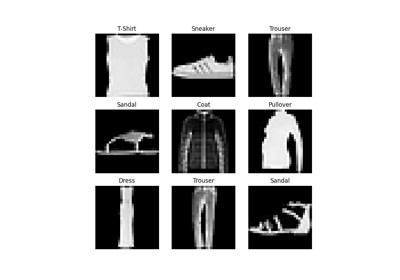 T-Shirt
Sneaker
Trouser
Sandal
Coat
Pullover
Dress
Trouser
Sandal